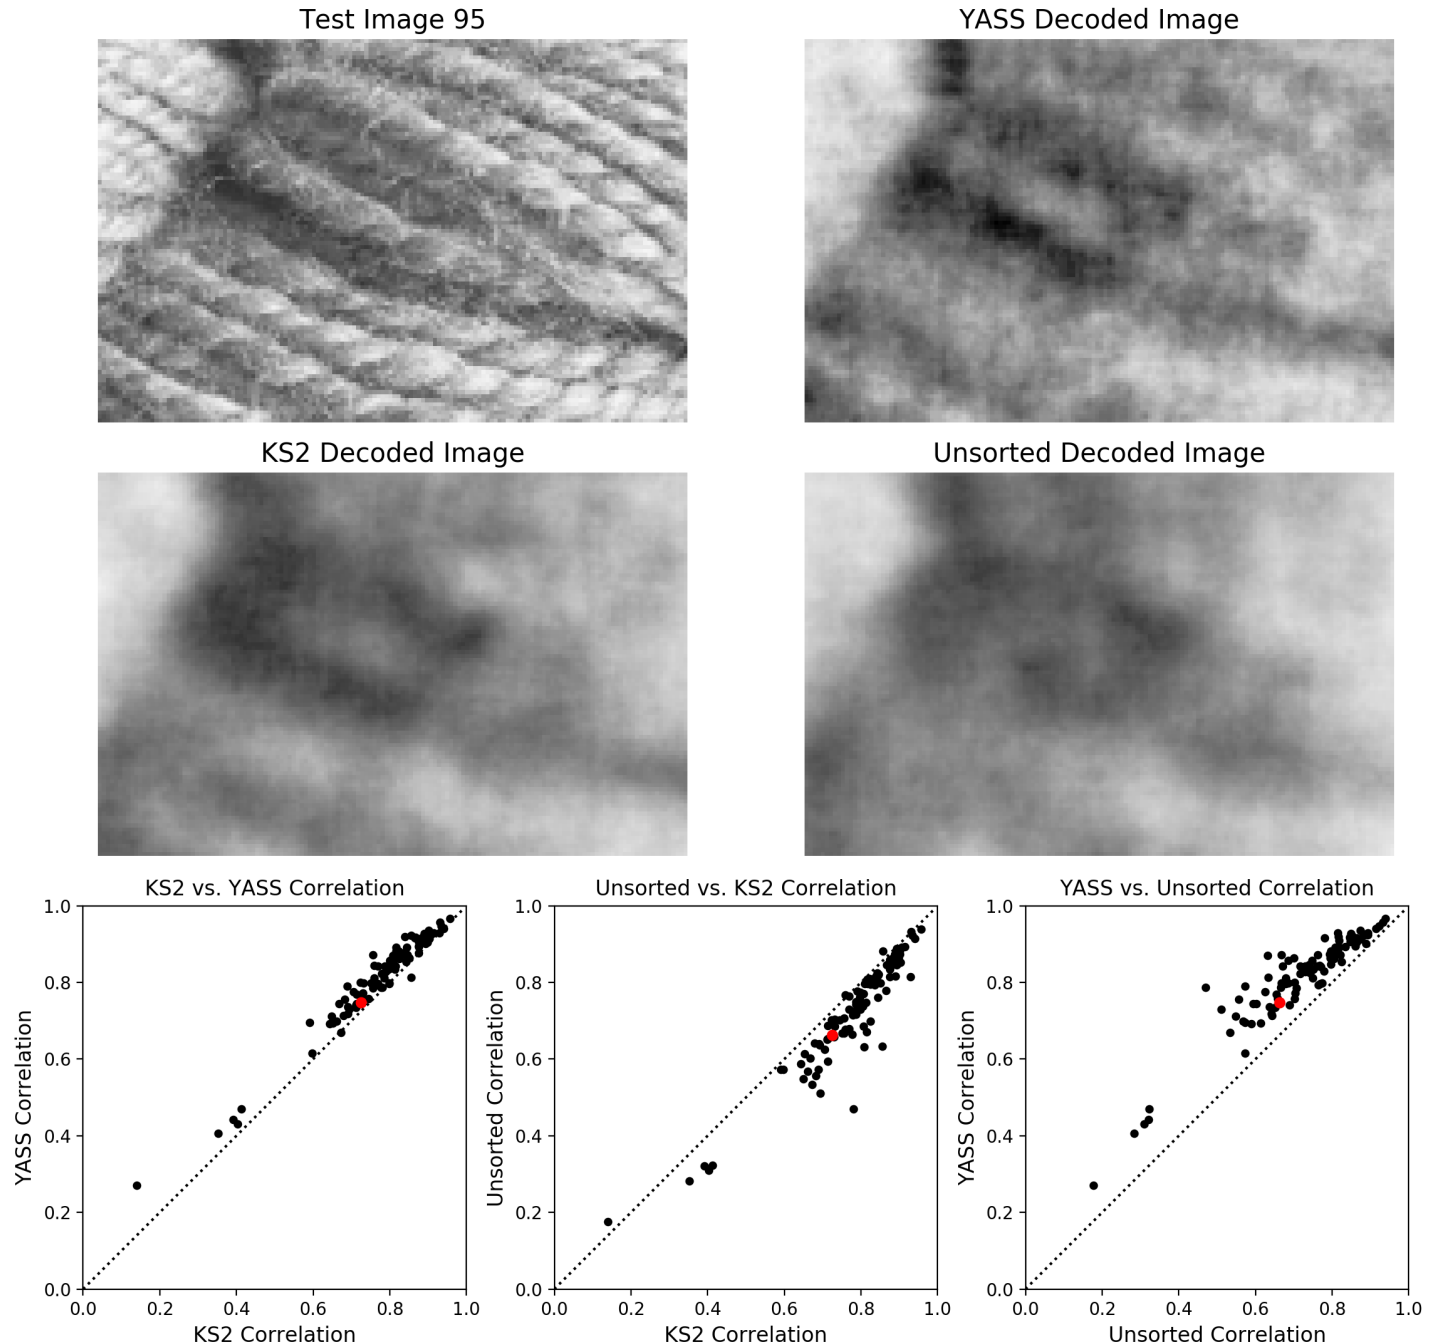 Test Image 95
YASS Decoded Image
KS2 Decoded Image
Unsorted Decoded Image
KS2 vs. YASS Correlation
YASS Correlation
1.0
0.8
0.6
0.4
0.2
0.0
0.0 0.2 0.4 0.6 0.8 1.0
KS2 Correlation
Unsorted vs. KS2 Correlation
Unsorted Correlation
1.0
0.8
0.6
0.4
0.2
0.0
0.0 0.2 0.4 0.6 0.8 1.0
KS2 Correlation
YASS vs. Unsorted Correlation
YASS Correlation
1.0
0.8
0.6
0.4
0.2
0.0
0.0 0.2 0.4 0.6 0.8 1.0
Unsorted Correlation